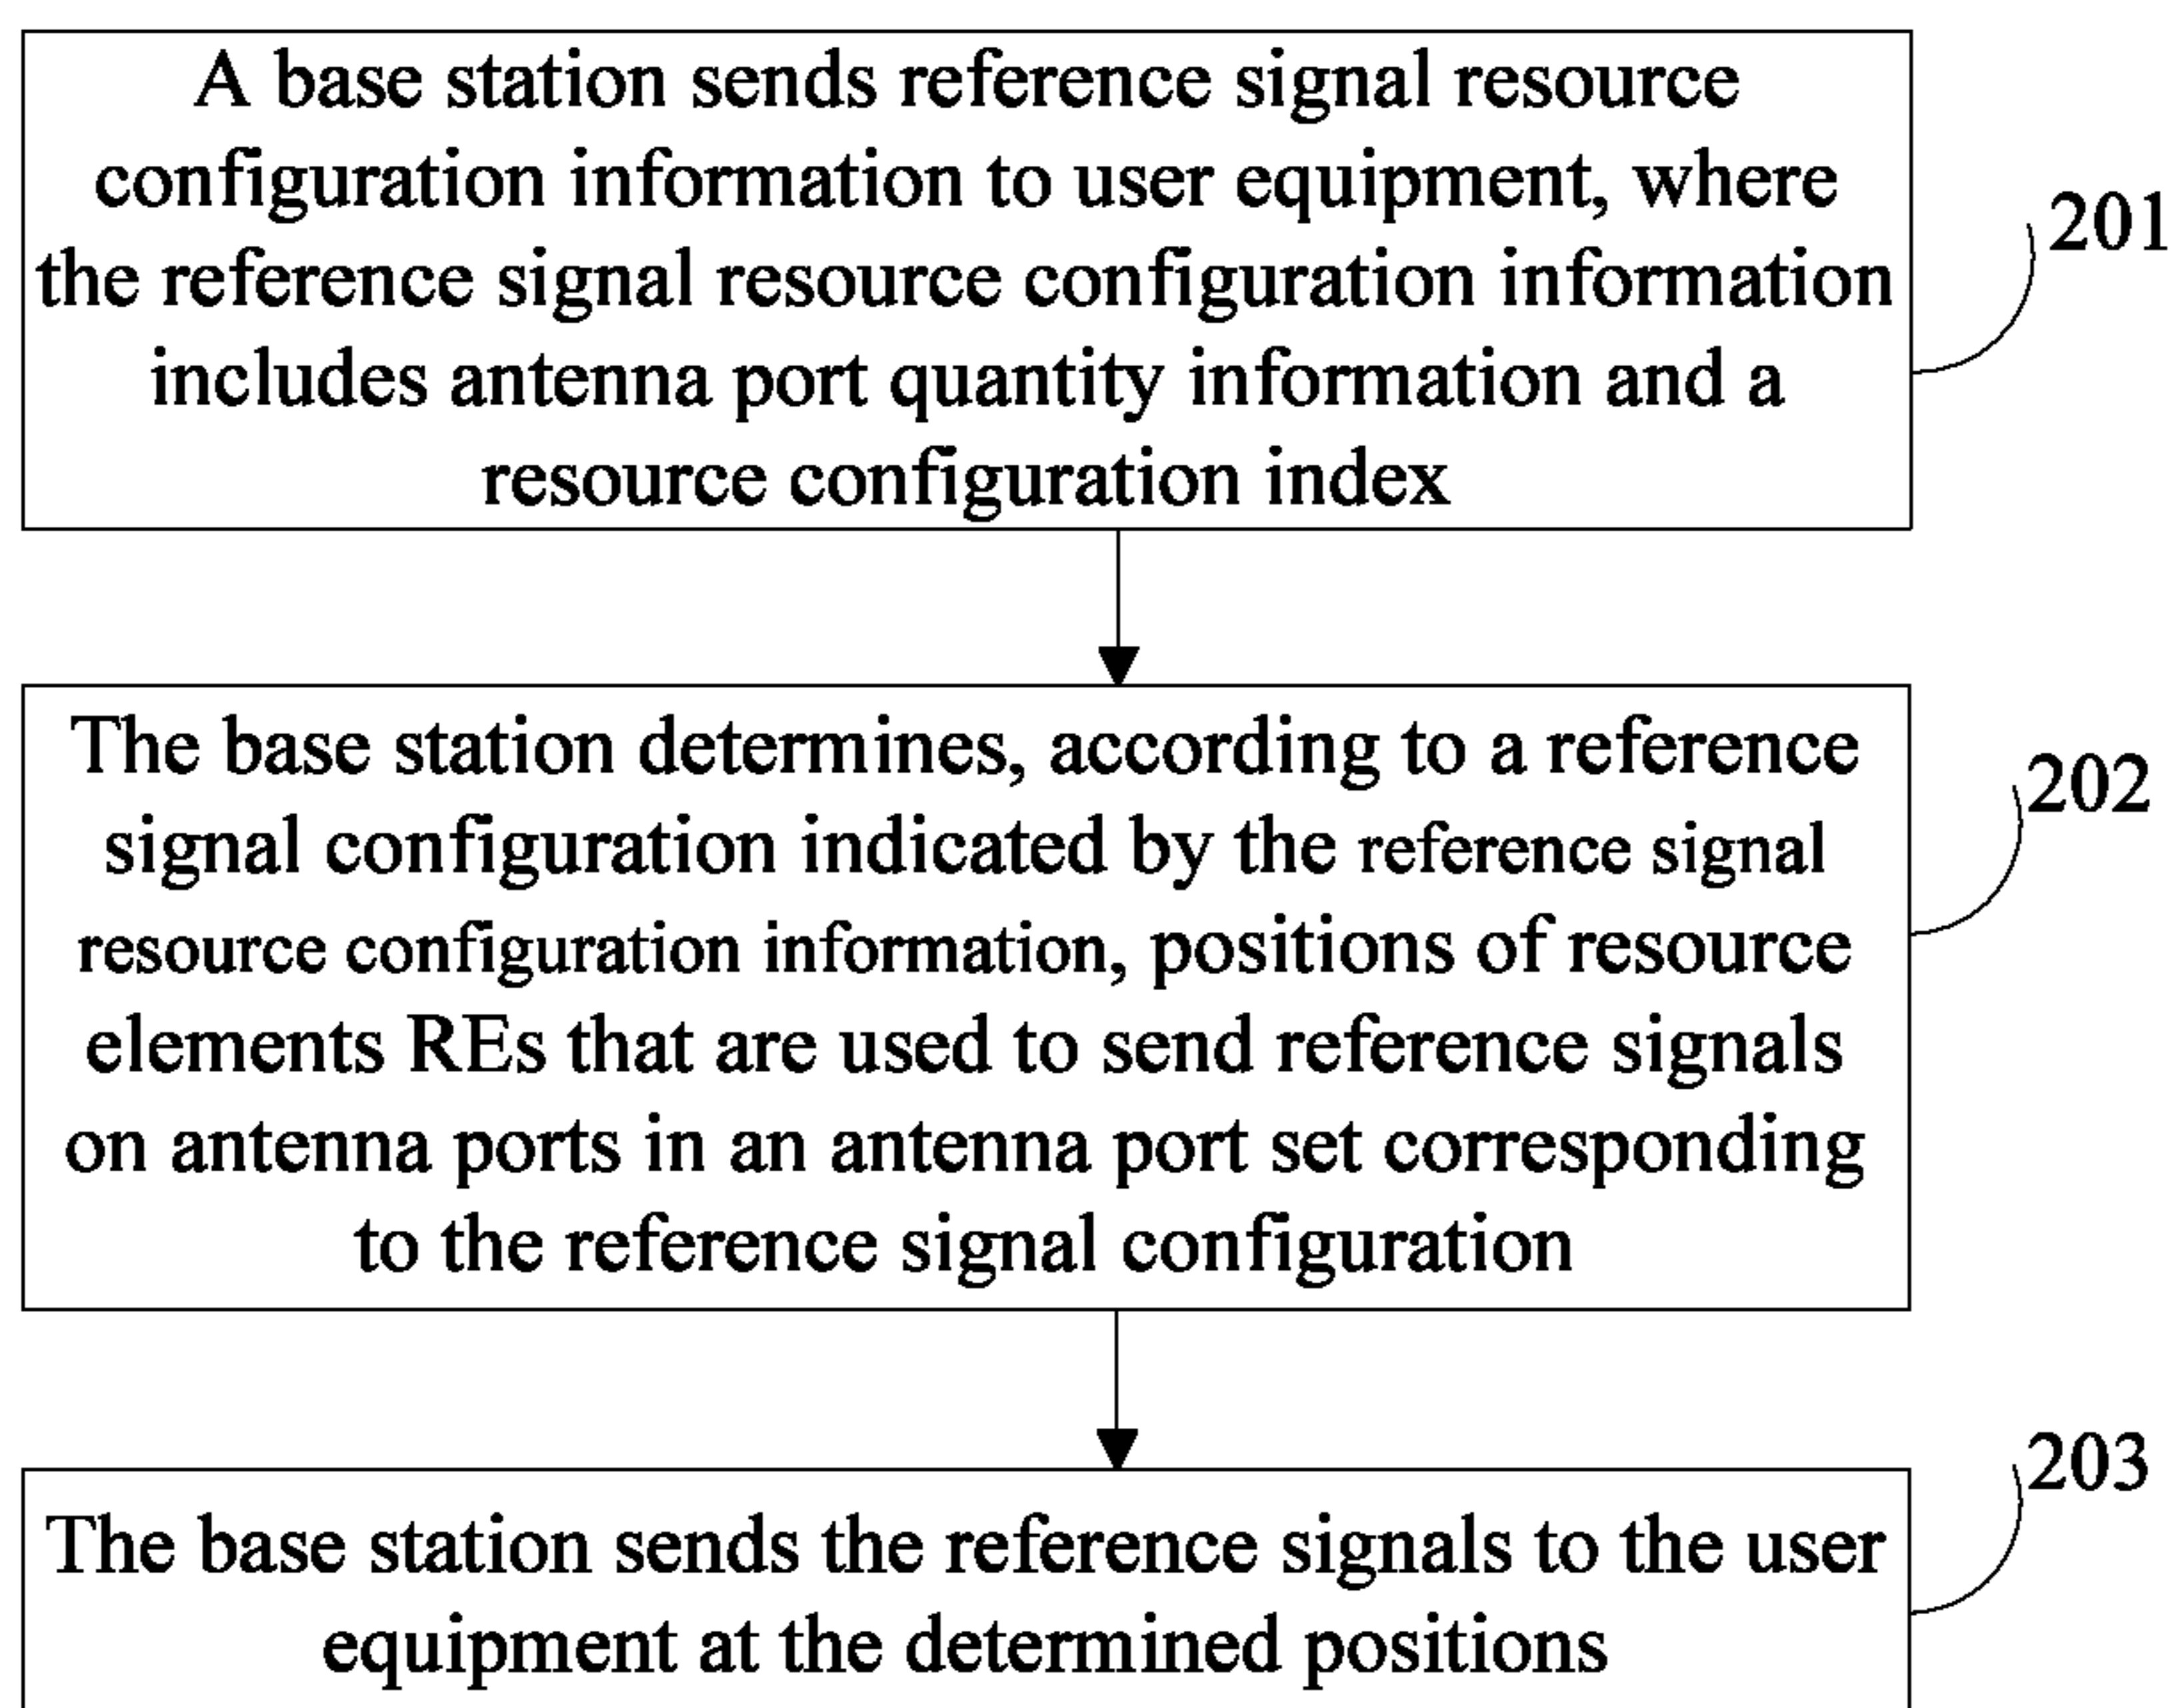 A base station sends reference signal resource
configuration information to user equipment, where
the reference signal resource configuration information
includes antenna port quantity information and a
resource configuration index
201
The base station determines, according to a reference
signal configuration indicated by the reference signal
resource configuration information, positions of resource
elements REs that are used to send reference signals
on antenna ports in an antenna port set corresponding
to the reference signal configuration
202
The base station sends the reference signals to the user
equipment at the determined positions
203